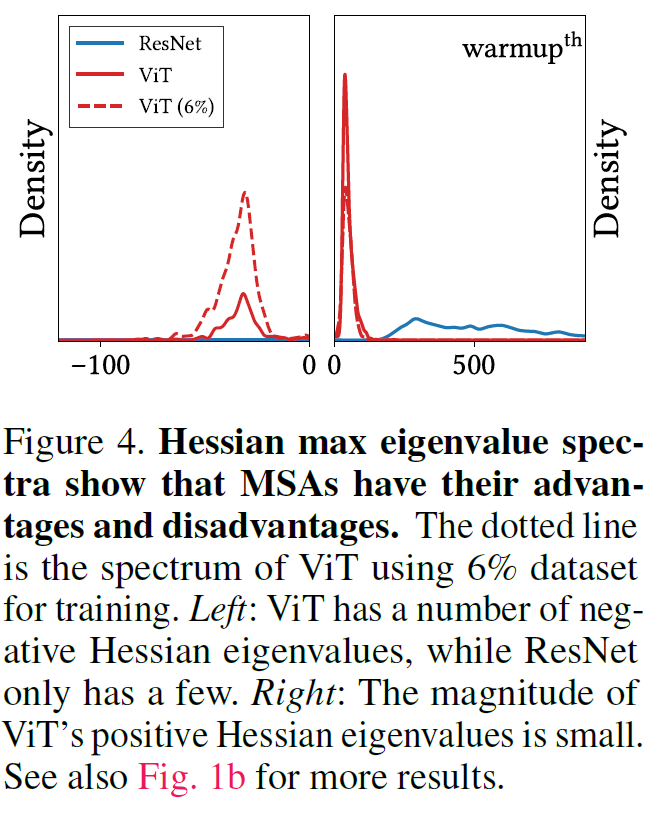 ResNet
ViT
ViT (6%)
warmupth
Density
Density
−100
0
0
500
Figure 4. Hessian max eigenvalue spec-
tra show that MSAs have their advan-
tages and disadvantages. The dotted line
is the spectrum of ViT using 6% dataset
for training. Left: ViT has a number of neg-
ative Hessian eigenvalues, while ResNet
only has a few. Right: The magnitude of
ViT’s positive Hessian eigenvalues is small.
See also Fig. 1b for more results.